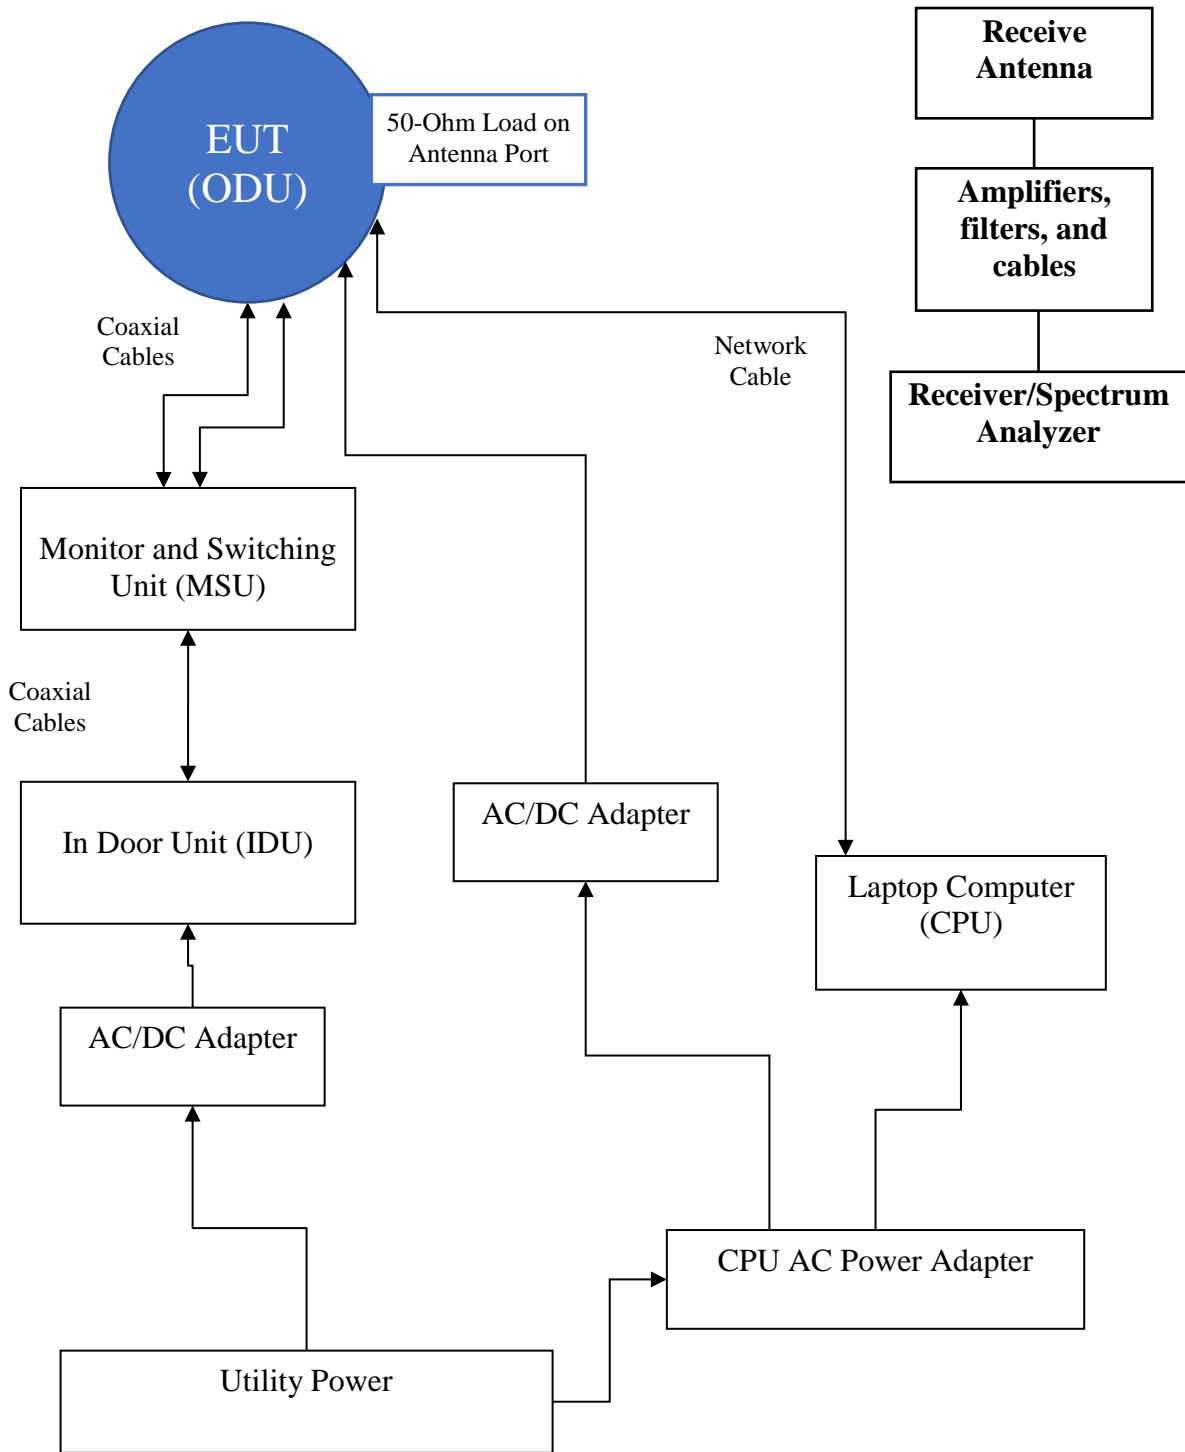 EUT
(ODU)
50-Ohm Load on
Antenna Port
Receive
Antenna
Amplifiers,
filters, and
cables
Receiver/Spectrum
Analyzer
Coaxial
Cables
Network
Cable
Monitor and Switching
Unit (MSU)
Coaxial
Cables
In Door Unit (IDU)
AC/DC Adapter
Laptop Computer
(CPU)
AC/DC Adapter
CPU AC Power Adapter
Utility Power